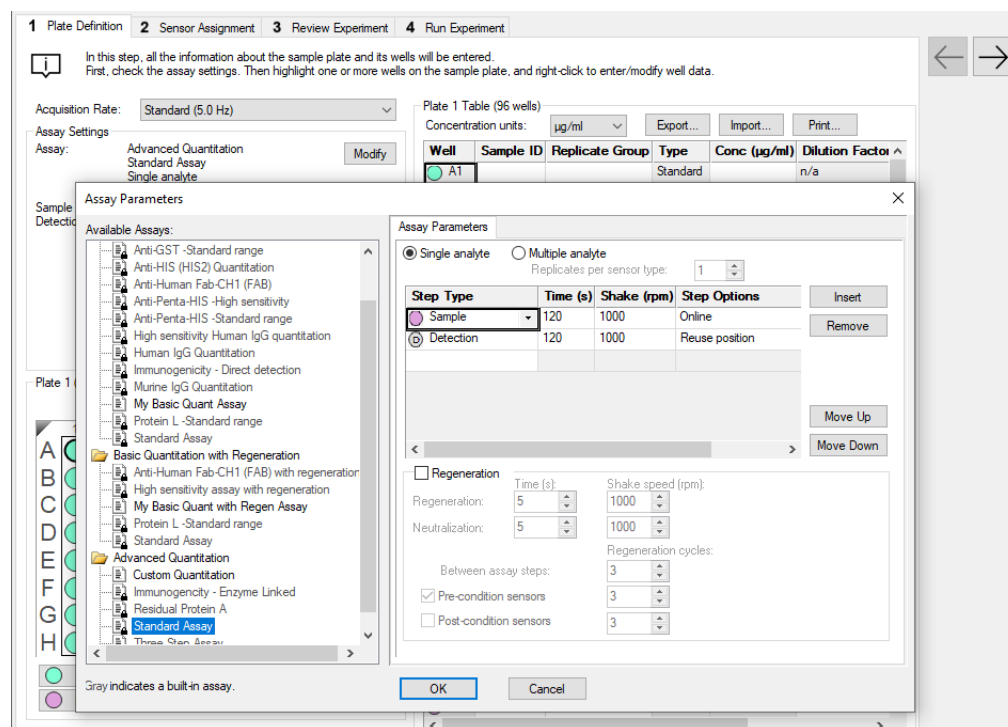 1 Plate Definition 2 Sensor Assignment 3 Review Experiment 4 Run Experiment
In this step, all the information about the sample plate and its wells will be entered.
First, check the assay settings. Then highlight one or more wells on the sample plate, and right-click to enter/modify well data.
Acquisition Rate: Standard (5.0 Hz)
Assay Settings
Assay: Advanced Quantitation
Standard Assay
Single analyte
Modify
Sample
Plate 1 Table (96 wells)
Concentration units: µg/ml Export... Import... Print...
Well Sample ID Replicate Group Type Conc (µg/ml) Dilution Factor
A1 Standard n/a
Plate 1
A
B
C
D
E
F
G
H
Assay Parameters
Available Assays:
Anti-GST -Standard range
Anti-HIS (HIS2) Quantitation
Anti-Human Fab-CH1 (FAB)
Anti-Penta-HIS -High sensitivity
Anti-Penta-HIS -Standard range
High sensitivity Human IgG quantitation
Human IgG Quantitation
Immunogenicity - Direct detection
Murine IgG Quantitation
My Basic Quant Assay
Protein L -Standard range
Standard Assay
Basic Quantitation with Regeneration
Anti-Human Fab-CH1 (FAB) with regeneration
High sensitivity assay with regeneration
My Basic Quant with Regen Assay
Protein L -Standard range
Standard Assay
Advanced Quantitation
Custom Quantitation
Immunogencity - Enzyme Linked
Residual Protein A
Standard Assay
Three Step Assay
Gray indicates a built-in assay.
Assay Parameters
Single analyte Multiple analyte
Replicates per sensor type: 1
Step Type Time (s) Shake (rpm) Step Options
Sample 120 1000 Online
D Detection 120 1000 Reuse position
Insert
Remove
Move Up
Move Down
Regeneration
Time (s): Shake speed (rpm):
Regeneration: 5 1000
Neutralization: 5 1000
Regeneration cycles:
Between assay steps: 3
Pre-condition sensors 3
Post-condition sensors 3
OK Cancel